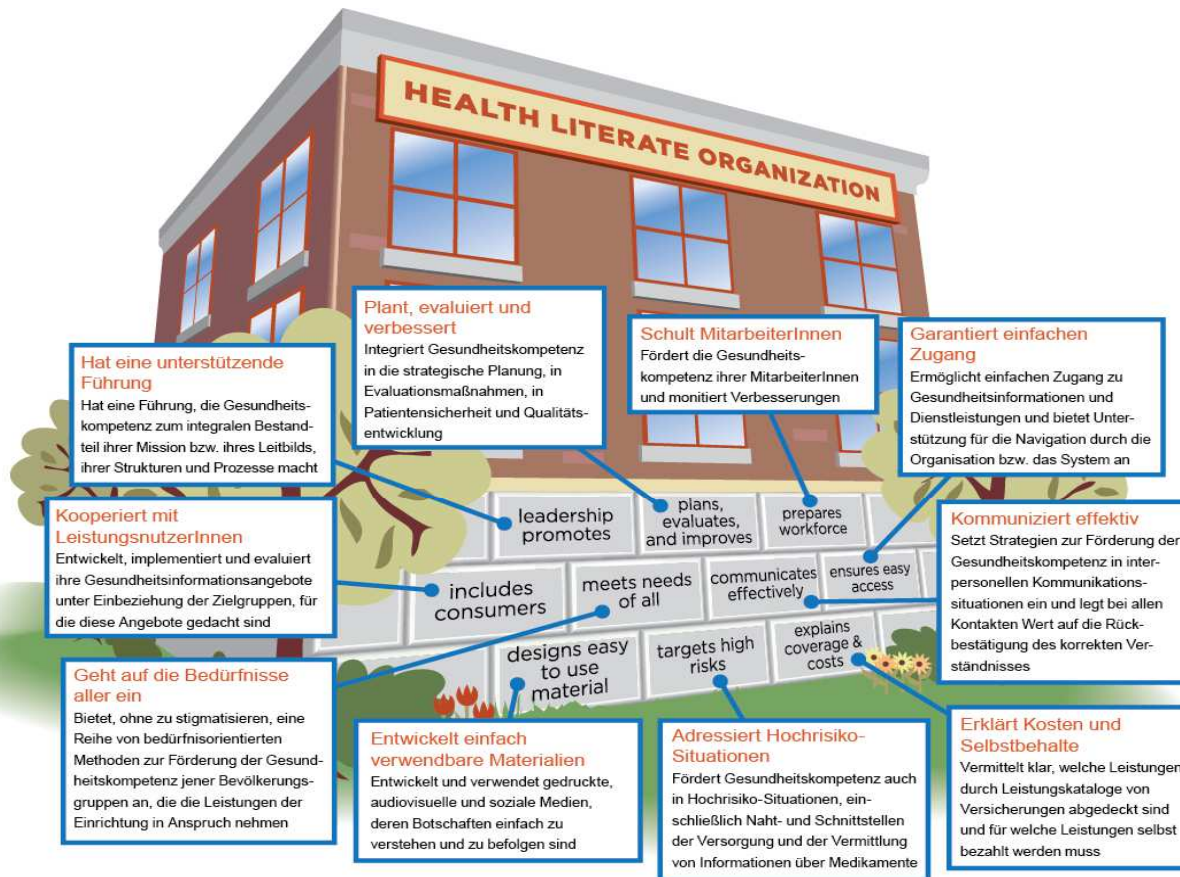 HEALTH LITERATE ORGANIZATION
Hat eine unterstützende
Führung
Hat eine Führung, die Gesundheits-
kompetenz zum integralen Bestand-
teil ihrer Mission bzw. ihres Leitbilds,
ihrer Strukturen und Prozesse macht
Plant, evaluiert und
verbessert
Integriert Gesundheitskompetenz
in die strategische Planung, in
Evaluationsmaßnahmen, in
Patientensicherheit und Qualitäts-
entwicklung
Schult MitarbeiterInnen
Fördert die Gesundheits-
kompetenz ihrer MitarbeiterInnen
und monitiert Verbesserungen
Garantiert einfachen
Zugang
Ermöglicht einfachen Zugang zu
Gesundheitsinformationen und
Dienstleistungen und bietet Unter-
stützung für die Navigation durch die
Organisation bzw. das System an
Kooperiert mit
LeistungsnutzerInnen
Entwickelt, implementiert und evaluiert
ihre Gesundheitsinformationsangebote
unter Einbeziehung der Zielgruppen, für
die diese Angebote gedacht sind
leadership
promotes
plans,
evaluates,
and improves
prepares
workforce
includes
consumers
meets needs
of all
communicates
effectively
ensures easy
access
designs easy
to use
material
targets high
risks
explains
coverage &
costs
Kommuniziert effektiv
Setzt Strategien zur Förderung der
Gesundheitskompetenz in inter-
personellen Kommunikations-
situationen ein und legt bei allen
Kontakten Wert auf die Rück-
bestätigung des korrekten Ver-
ständnisses
Geht auf die Bedürfnisse
aller ein
Bietet, ohne zu stigmatisieren, eine
Reihe von bedürfnisorientierten
Methoden zur Förderung der Gesund-
heitskompetenz jener Bevölkerungs-
gruppen an, die die Leistungen der
Einrichtung in Anspruch nehmen
Entwickelt einfach
verwendbare Materialien
Entwickelt und verwendet gedruckte,
audiovisuelle und soziale Medien,
deren Botschaften einfach zu
verstehen und zu befolgen sind
Adressiert Hochrisiko-
Situationen
Fördert Gesundheitskompetenz auch
in Hochrisiko-Situationen, ein-
schließlich Naht- und Schnittstellen
der Versorgung und der Vermittlung
von Informationen über Medikamente
Erklärt Kosten und
Selbstbehalte
Vermittelt klar, welche Leistungen
durch Leistungskataloge von
Versicherungen abgedeckt sind
und für welche Leistungen selbst
bezahlt werden muss